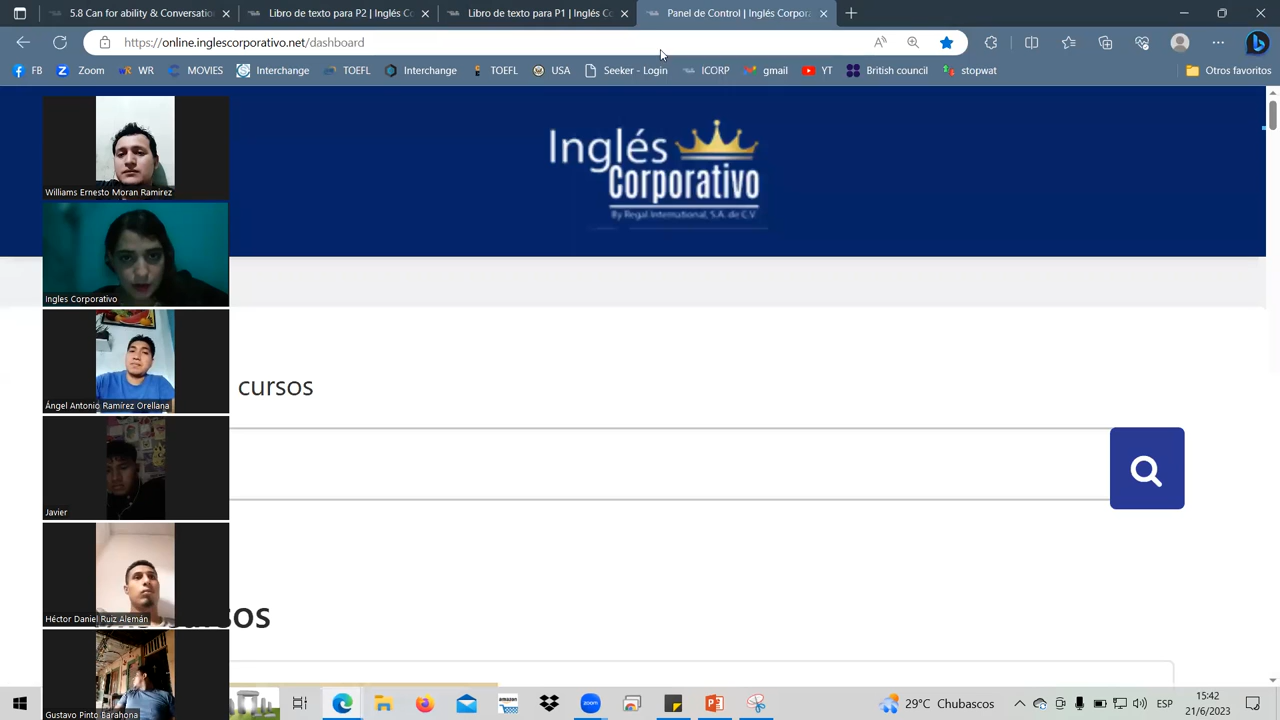 5.8 Can for ability & Conversation
Libro de texto para P2 | Inglés Co
Libro de texto para P1 | Inglés Co
Panel de Control | Inglés Corpora
https://online.inglescorporativo.net/dashboard
FB
Zoom
WR
MOVIES
Interchange
TOEFL
Interchange
TOEFL
USA
Seeker - Login
ICORP
gmail
YT
British council
stopwat
Otros favoritos
Inglés
Corporativo
By Regal International, S.A. de C.V.
Williams Ernesto Moran Ramirez
Ingles Corporativo
Ángel Antonio Ramírez Orellana
cursos
Javier
Héctor Daniel Ruiz Alemán
Gustavo Pinto Barahona
29°C Chubascos
ESP
15:42
21/6/2023